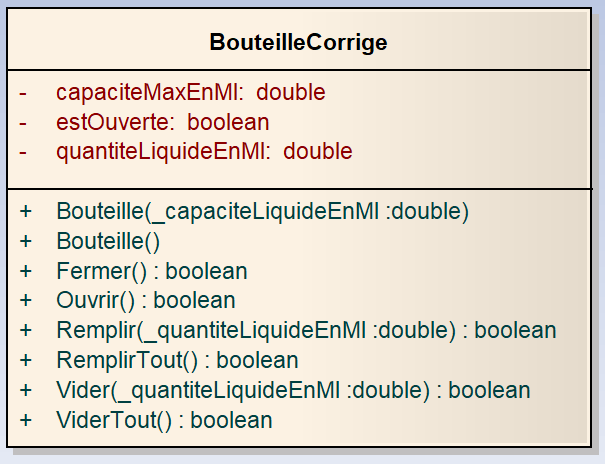 BouteilleCorrige
- capaciteMaxEnMl: double
- estOuverte: boolean
- quantiteLiquideEnMl: double
+ Bouteille(_capaciteLiquideEnMl :double)
+ Bouteille()
+ Fermer() : boolean
+ Ouvrir() : boolean
+ Remplir(_quantiteLiquideEnMl :double) : boolean
+ RemplirTout() : boolean
+ Vider(_quantiteLiquideEnMl :double) : boolean
+ ViderTout() : boolean